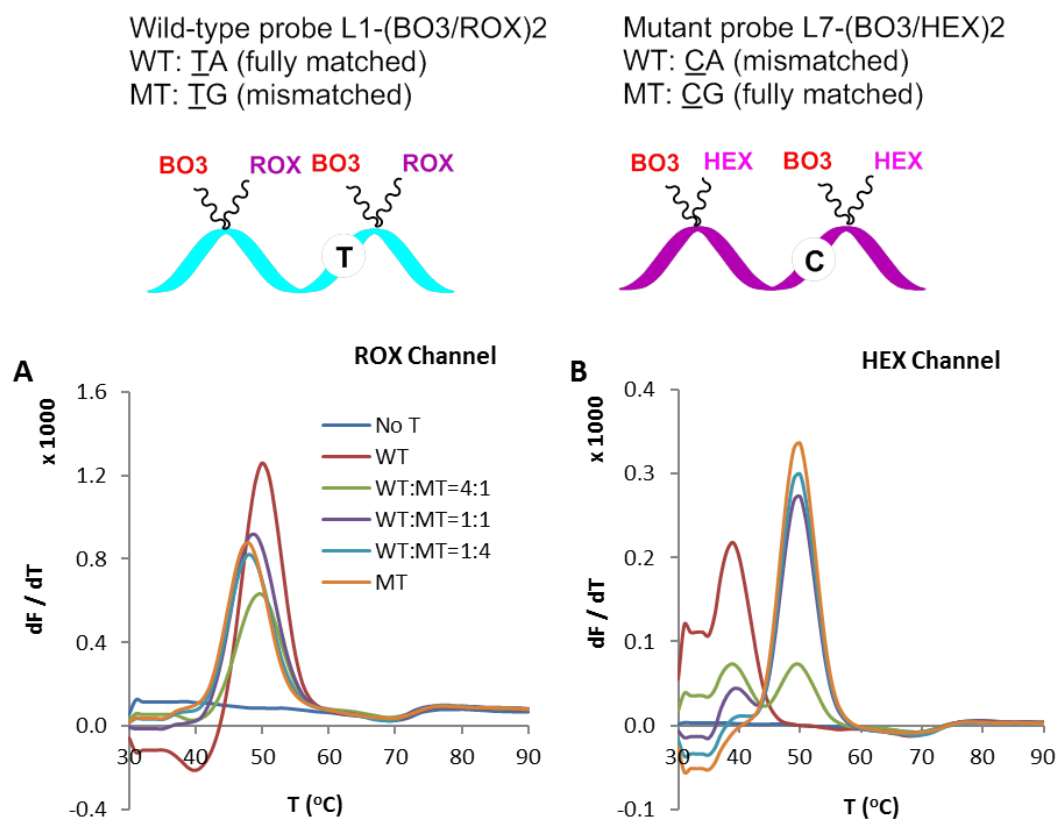 Wild-type probe L1-(BO3/ROX)2
WT: TA (fully matched)
MT: TG (mismatched)
Mutant probe L7-(BO3/HEX)2
WT: CA (mismatched)
MT: CG (fully matched)
BO3 ROX BO3 ROX
T
BO3 HEX BO3 HEX
C
A
ROX Channel
x 1000
dF / dT
1.6
1.2
0.8
0.4
0.0
-0.4
30 40 50 60 70 80 90
T (°C)
No T
WT
WT:MT=4:1
WT:MT=1:1
WT:MT=1:4
MT
B
HEX Channel
x 1000
dF / dT
0.4
0.3
0.2
0.1
0.0
-0.1
30 40 50 60 70 80 90
T (°C)